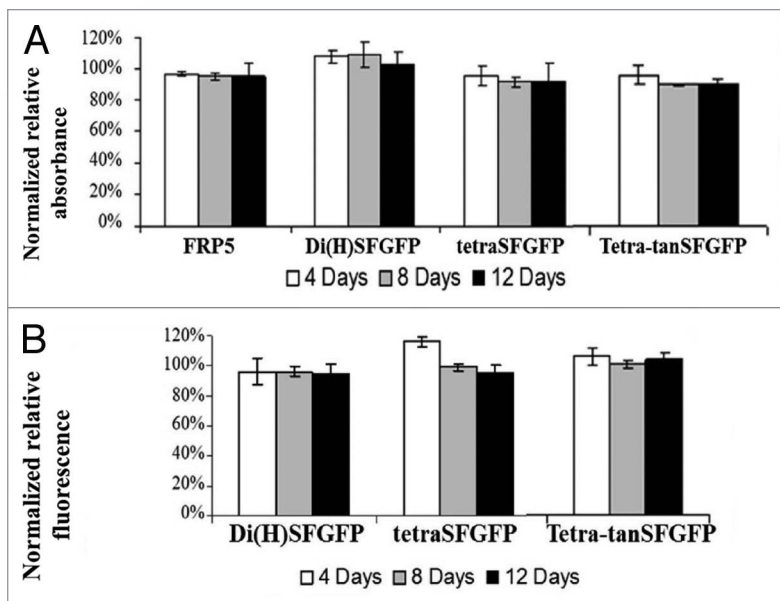 A
Normalized relative
absorbance
120%
100%
80%
60%
40%
20%
0%
FRP5 Di(H)SFGFP tetraSFGFP Tetra-tanSFGFP
4 Days 8 Days 12 Days
B
Normalized relative
fluorescence
120%
100%
80%
60%
40%
20%
0%
Di(H)SFGFP tetraSFGFP Tetra-tanSFGFP
4 Days 8 Days 12 Days